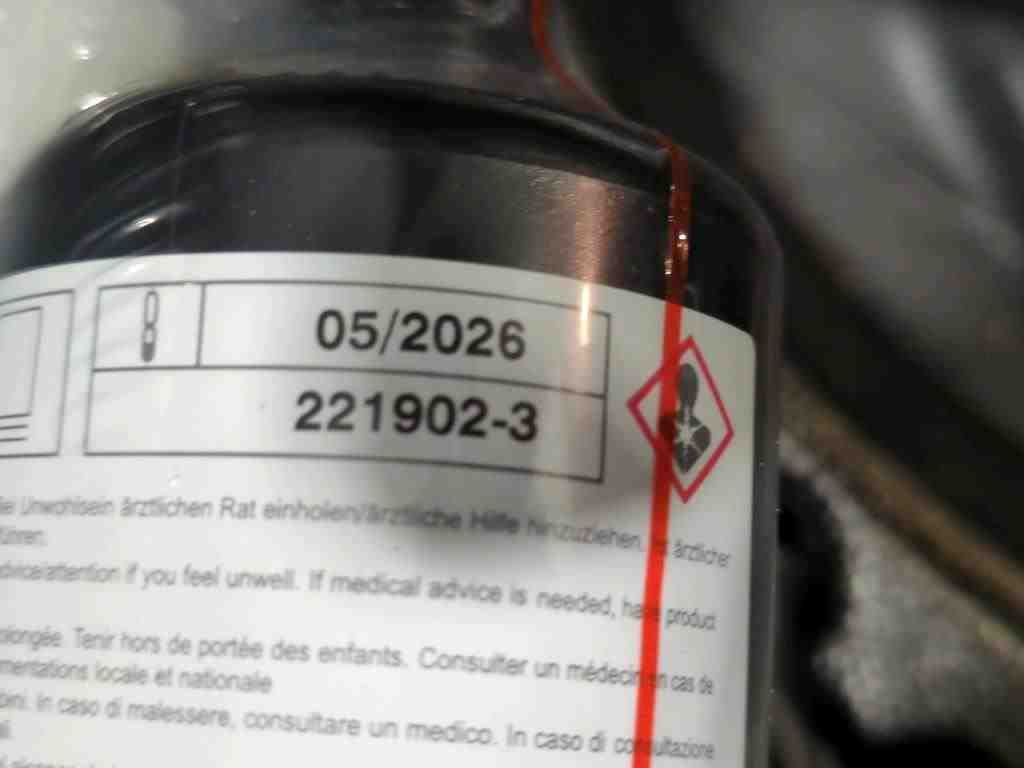 05/2026
221902-3
Unwohlsein ärztlichen Rat einholen/ärztliche Hilfe hinzuziehen, ärztlicher
advice/attention if you feel unwell. If medical advice is needed, have product
Tenir hors de portée des enfants. Consulter un médecin en cas de
locale et nationale
In caso di malessere, consultare un medico. In caso di consultazione